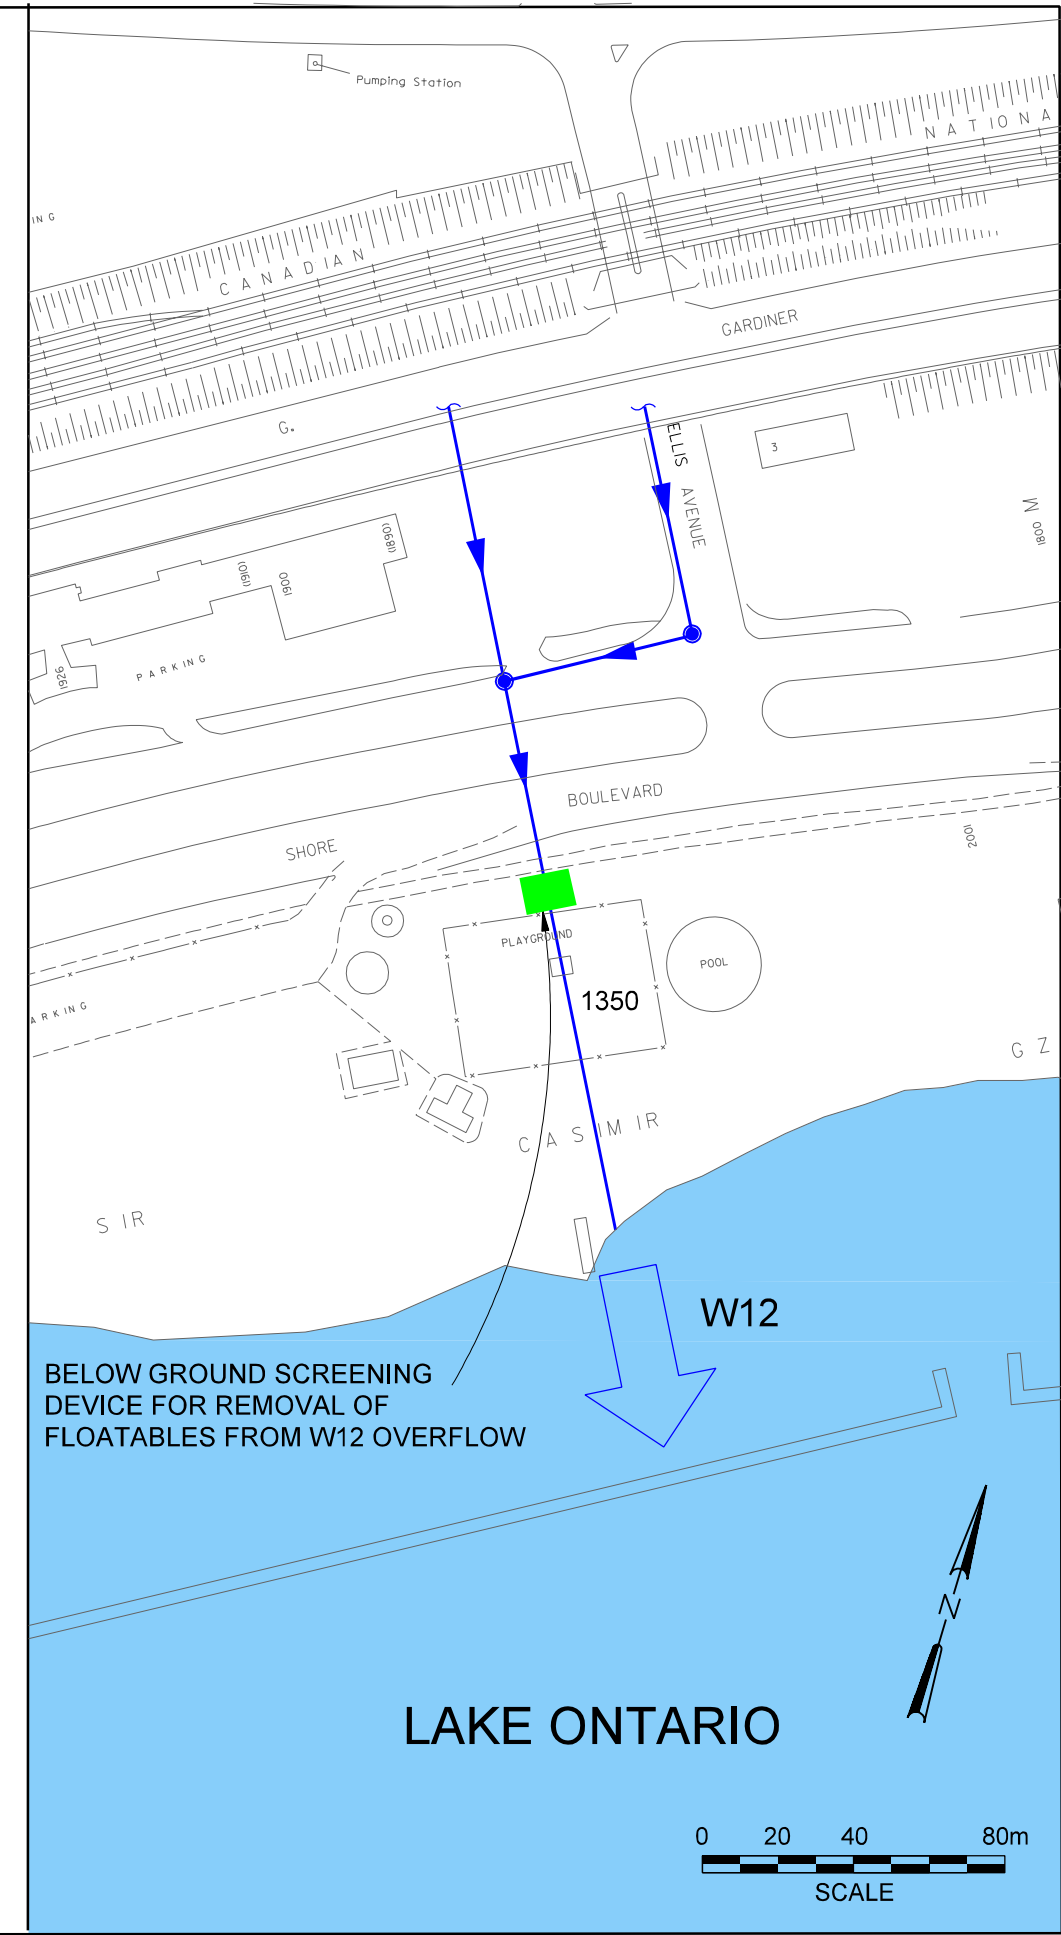 Pumping Station
NATIONA
ING
CANADIAN
GARDINER
G.
ELLIS
AVENUE
3
M
1800
(1890)
(1910)
1900
PARKING
1926
BOULEVARD
SHORE
2001
PLAYGROUND
POOL
1350
ARKING
G Z
CASIMIR
SIR
W12
BELOW GROUND SCREENING
DEVICE FOR REMOVAL OF
FLOATABLES FROM W12 OVERFLOW
N
LAKE ONTARIO
0 20 40 80m
SCALE